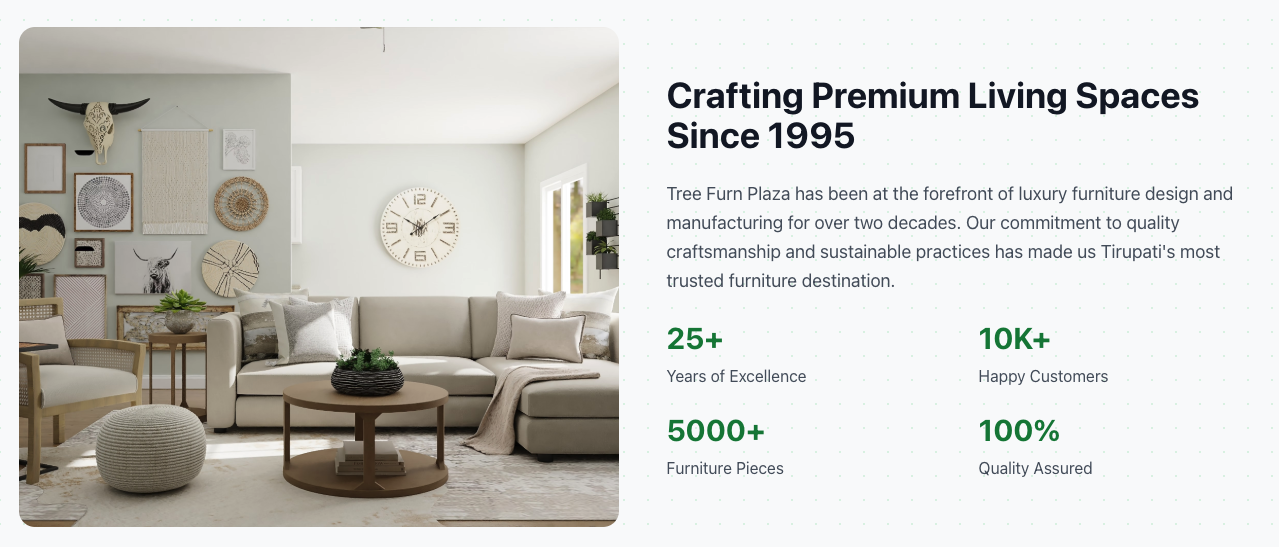 Crafting Premium Living Spaces
Since 1995
Tree Furn Plaza has been at the forefront of luxury furniture design and
manufacturing for over two decades. Our commitment to quality
craftsmanship and sustainable practices has made us Tirupati's most
trusted furniture destination.
25+
10K+
Years of Excellence
Happy Customers
5000+
100%
Furniture Pieces
Quality Assured